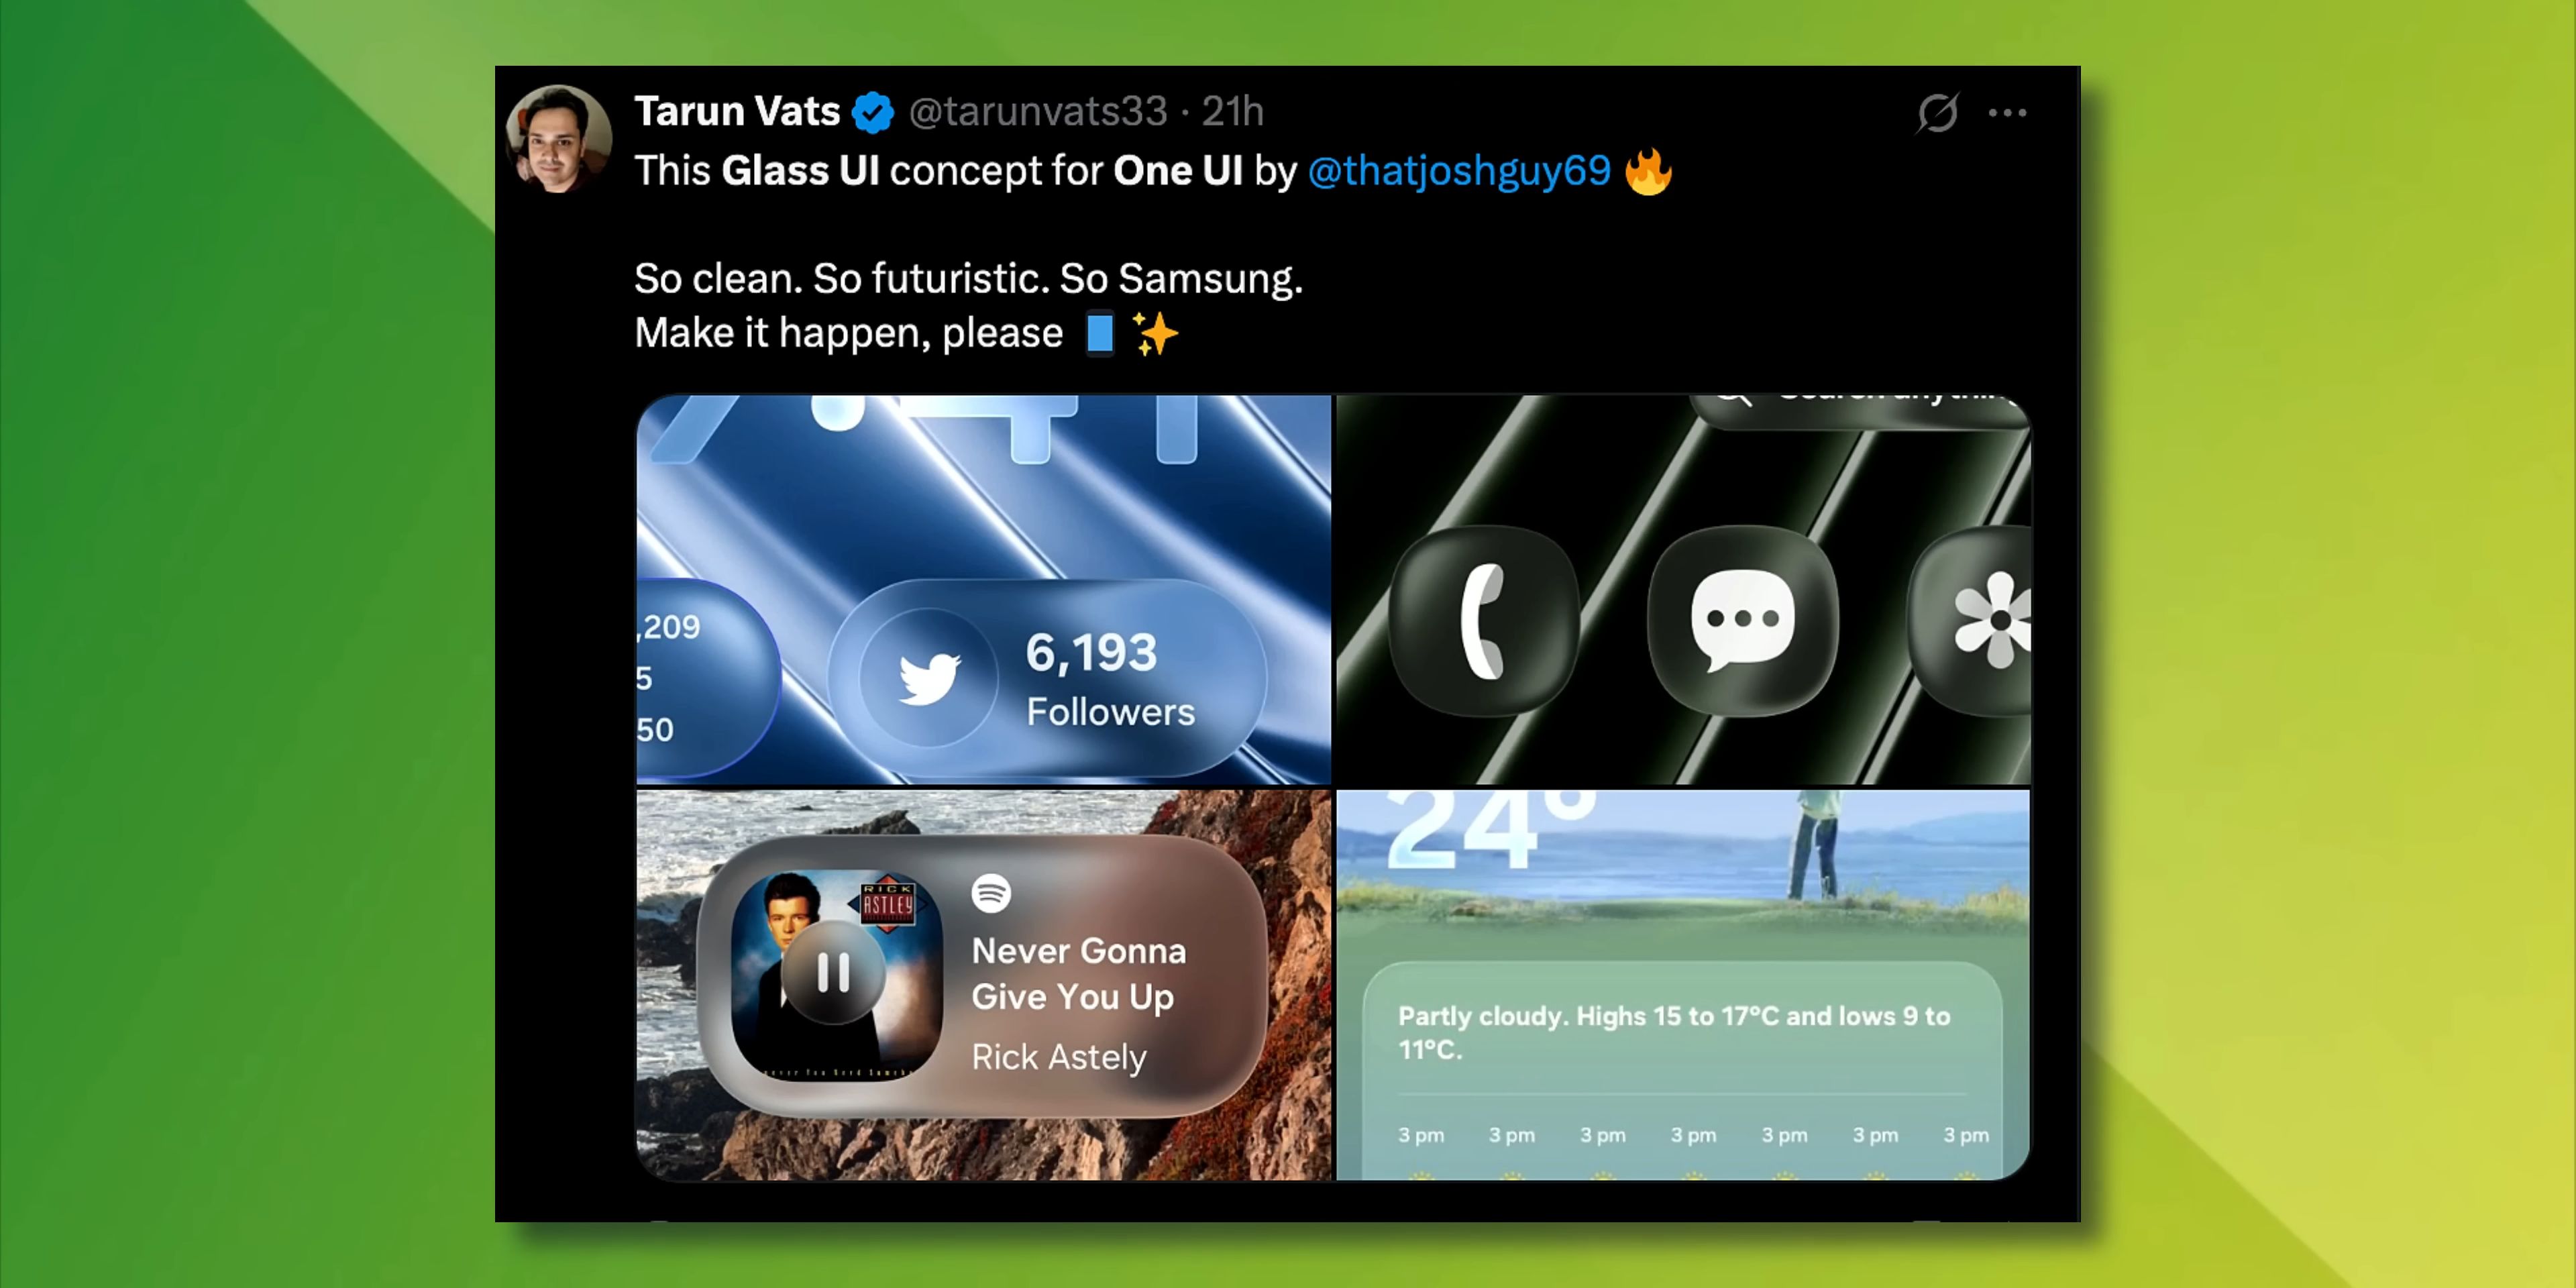 Tarun Vats @tarunvats33 · 21h
This Glass UI concept for One UI by @thatjoshguy69 🔥
So clean. So futuristic. So Samsung.
Make it happen, please 📱 ✨
,209
5
50
6,193
Followers
Search anything
RICK
ASTLEY
Never Gonna
Give You Up
Rick Astely
24°
Partly cloudy. Highs 15 to 17°C and lows 9 to
11°C.
3 pm 3 pm 3 pm 3 pm 3 pm 3 pm 3 pm